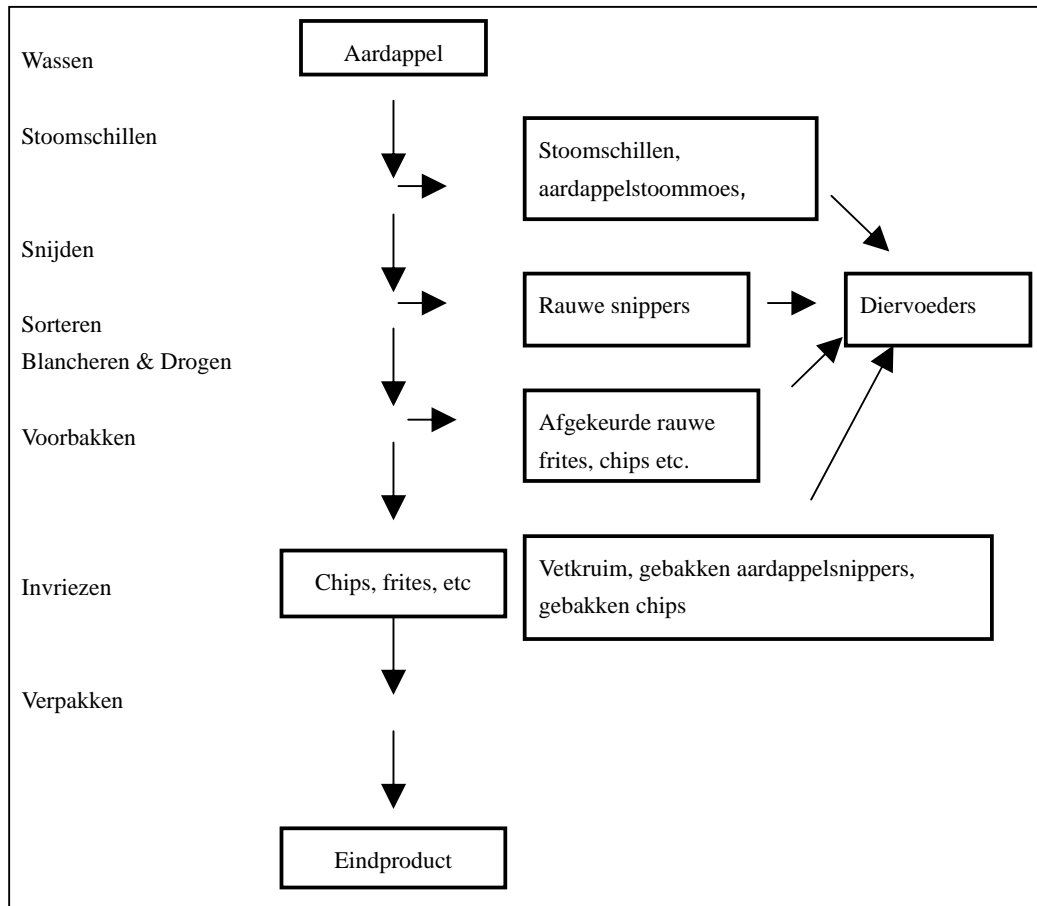 Wassen
Aardappel
Stoomschillen
Stoomschillen,
aardappelstoommoes,
Snijden
Rauwe snippers
Diervoeders
Sorteren
Blancheren & Drogen
Afgekeurde rauwe
frites, chips etc.
Voorbakken
Invriezen
Chips, frites, etc
Vetkruim, gebakken aardappelsnippers,
gebakken chips
Verpakken
Eindproduct